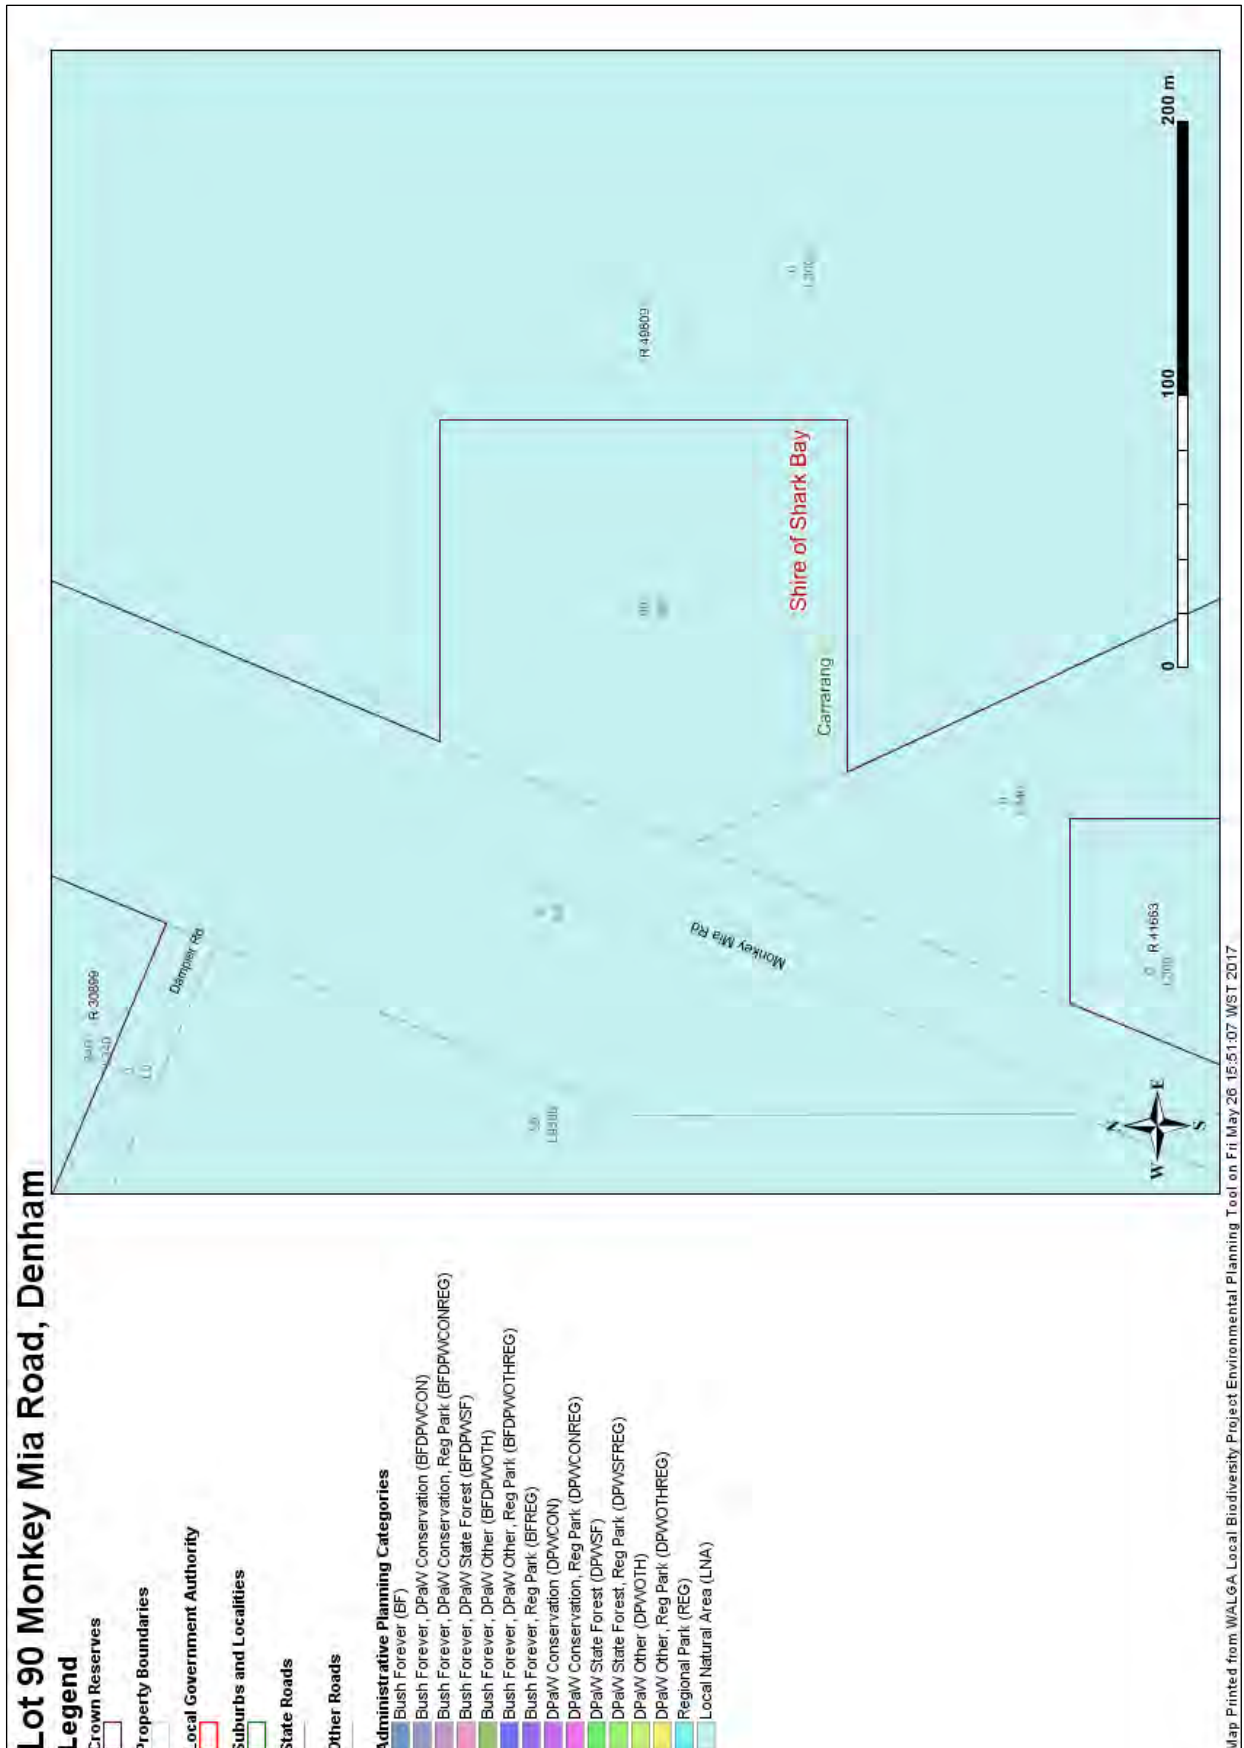 Lot 90 Monkey Mia Road, Denham
Legend
Crown Reserves
Property Boundaries
Local Government Authority
Suburbs and Localities
State Roads
Other Roads
Administrative Planning Categories
Bush Forever (BF)
Bush Forever, DPaW Conservation (BFDPWCON)
Bush Forever, DPaW Conservation, Reg Park (BFDPWCONREG)
Bush Forever, DPaW State Forest (BFDPWSF)
Bush Forever, DPaW Other (BFDPWOTH)
Bush Forever, DPaW Other, Reg Park (BFDPWOTHREG)
Bush Forever, Reg Park (BFREG)
DPaW Conservation (DPWCON)
DPaW Conservation, Reg Park (DPWCONREG)
DPaW State Forest (DPWSF)
DPaW State Forest, Reg Park (DPWSFREG)
DPaW Other (DPWOTH)
DPaW Other, Reg Park (DPWOTHREG)
Regional Park (REG)
Local Natural Area (LNA)
R 30899
Dampier Rd
Monkey Mia Rd
R 49809
Shire of Shark Bay
Carrarang
R 41663
N
W E
S
0 100 200 m
Map Printed from WALGA Local Biodiversity Project Environmental Planning Tool on Fri May 26 15:51:07 WST 2017